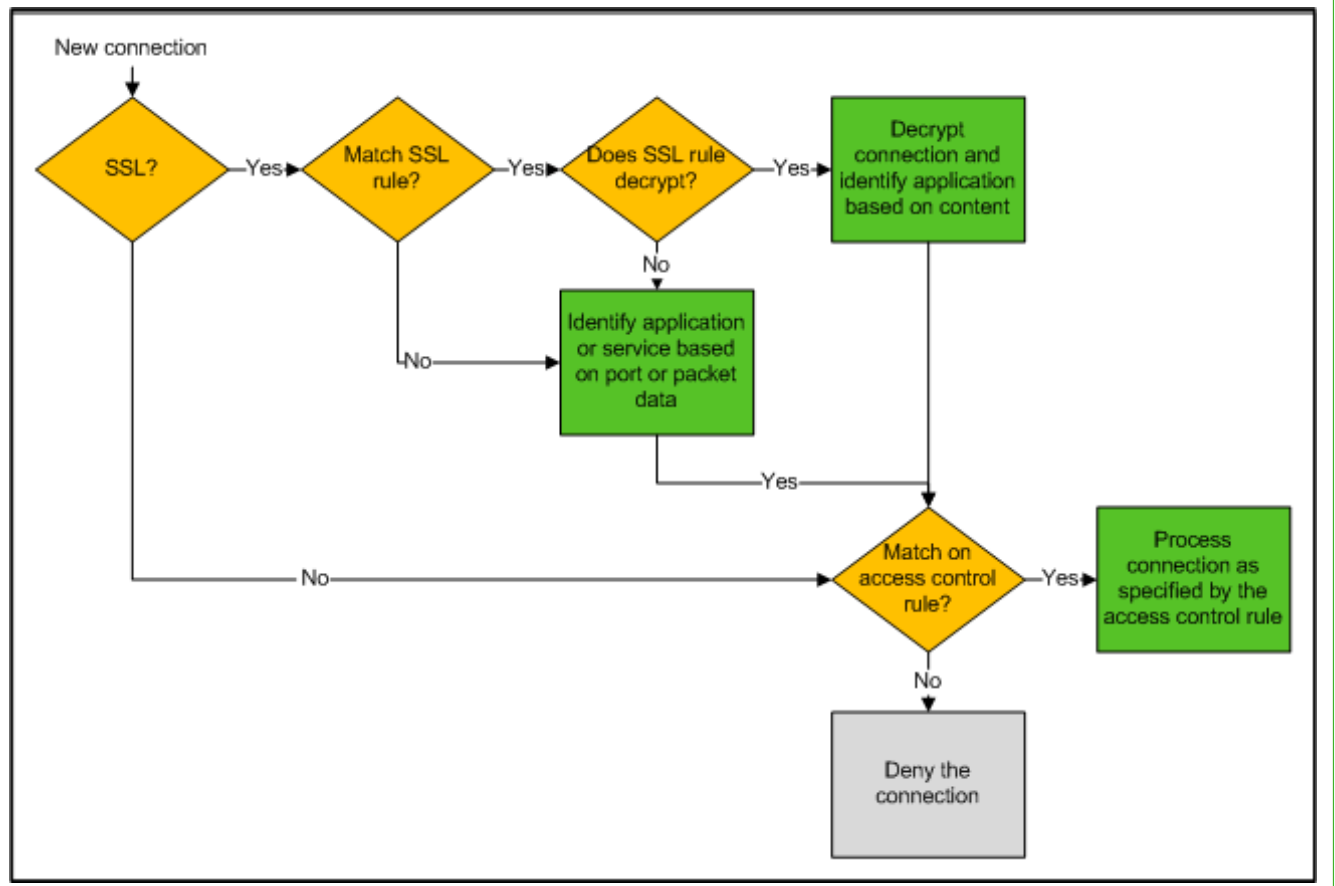 New connection
SSL?
Yes
Match SSL
rule?
Yes
Does SSL rule
decrypt?
Yes
Decrypt
connection and
identify application
based on content
No
Identify application
or service based
on port or packet
data
No
Yes
Match on
access control
rule?
No
Yes
Process
connection as
specified by the
access control rule
No
Deny the
connection